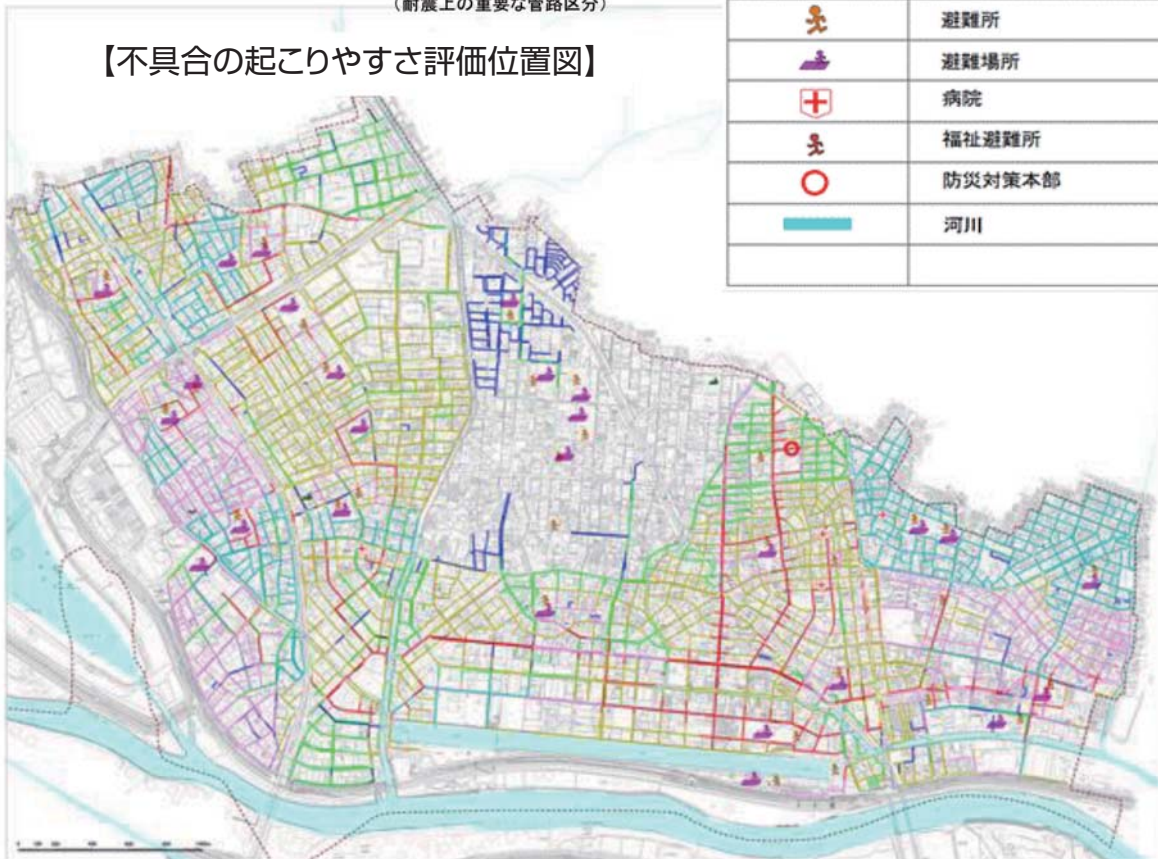 （耐震上の重要な管路区分）
【不具合の起こりやすさ評価位置図】
避難所
避難場所
病院
福祉避難所
防災対策本部
河川